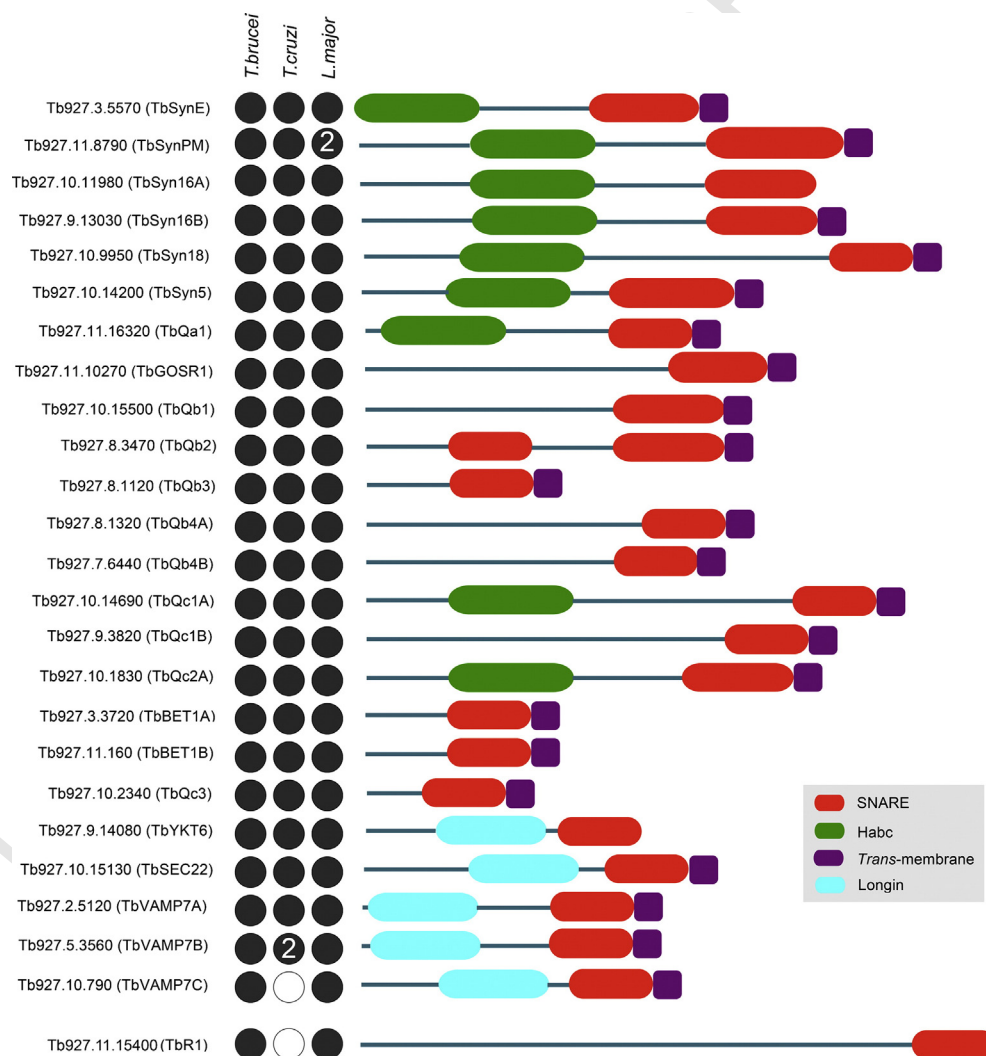 T.brucei
T.cruzi
L.major
Tb927.3.5570 (TbSynE)
Tb927.11.8790 (TbSynPM)
2
Tb927.10.11980 (TbSyn16A)
Tb927.9.13030 (TbSyn16B)
Tb927.10.9950 (TbSyn18)
Tb927.10.14200 (TbSyn5)
Tb927.11.16320 (TbQa1)
Tb927.11.10270 (TbGOSR1)
Tb927.10.15500 (TbQb1)
Tb927.8.3470 (TbQb2)
Tb927.8.1120 (TbQb3)
Tb927.8.1320 (TbQb4A)
Tb927.7.6440 (TbQb4B)
Tb927.10.14690 (TbQc1A)
Tb927.9.3820 (TbQc1B)
Tb927.10.1830 (TbQc2A)
Tb927.3.3720 (TbBET1A)
Tb927.11.160 (TbBET1B)
Tb927.10.2340 (TbQc3)
Tb927.9.14080 (TbYKT6)
Tb927.10.15130 (TbSEC22)
Tb927.2.5120 (TbVAMP7A)
Tb927.5.3560 (TbVAMP7B)
2
Tb927.10.790 (TbVAMP7C)
Tb927.11.15400 (TbR1)
SNARE
Habc
Trans-membrane
Longin